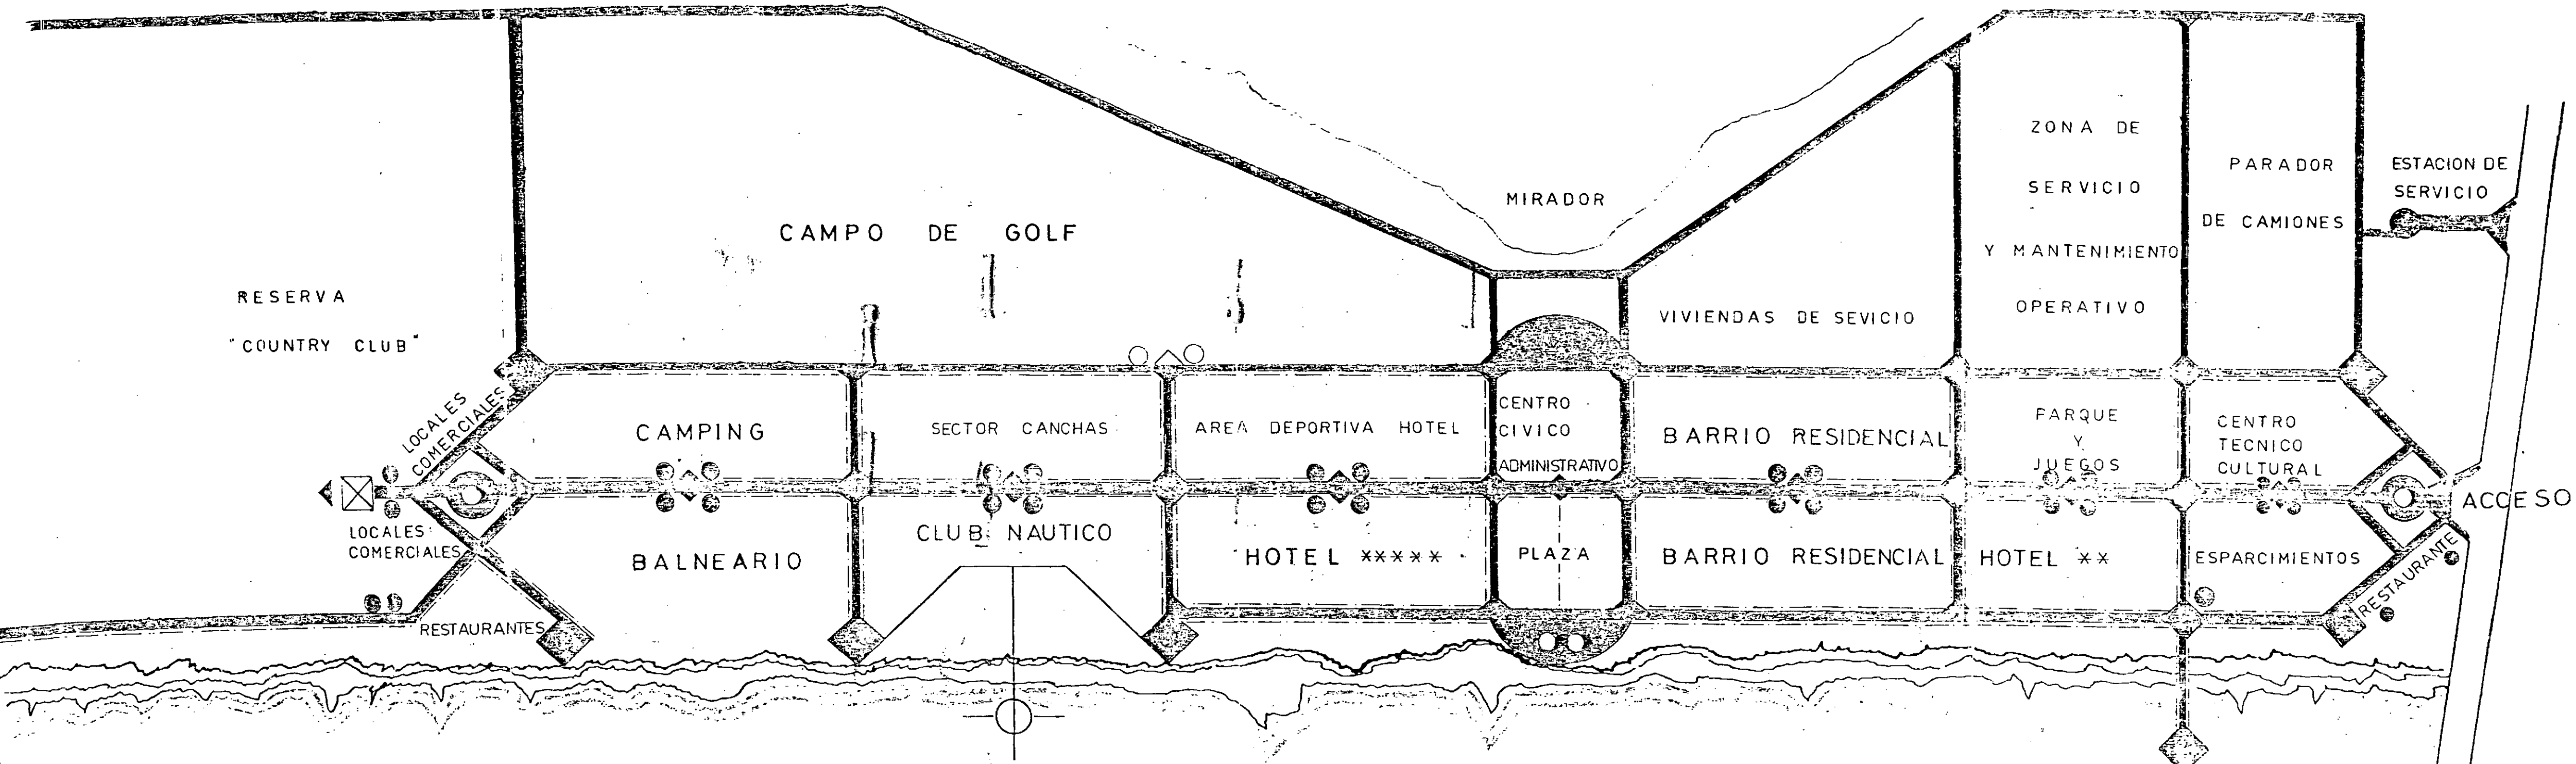 RESERVA
"COUNTRY CLUB"
CAMPO DE GOLF
MIRADOR
VIVIENDAS DE SEVICIO
ZONA DE
SERVICIO
Y MANTENIMIENTO
OPERATIVO
PARADOR
DE CAMIONES
ESTACION DE
SERVICIO
LOCALES
COMERCIALES
CAMPING
SECTOR CANCHAS
AREA DEPORTIVA HOTEL
CENTRO
CIVICO
ADMINISTRATIVO
BARRIO RESIDENCIAL
PARQUE
Y
JUEGOS
CENTRO
TECNICO
CULTURAL
ACCESO
LOCALES
COMERCIALES
RESTAURANTES
BALNEARIO
CLUB NAUTICO
HOTEL *****
PLAZA
BARRIO RESIDENCIAL
HOTEL **
ESPARCIMIENTOS
RESTAURANTE